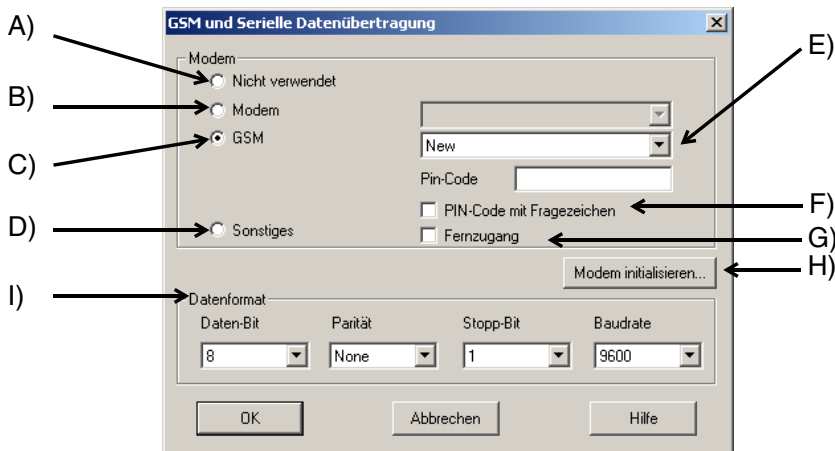 GSM und Serielle Datenübertragung
A)
Modem
E)
Nicht verwendet
B)
Modem
C)
GSM
New
Pin-Code
F)
PIN-Code mit Fragezeichen
D)
Sonstiges
Fernzugang
G)
Modem initialisieren...
H)
I)
Datenformat
Daten-Bit Parität Stopp-Bit Baudrate
8 None 1 9600
OK Abbrechen Hilfe